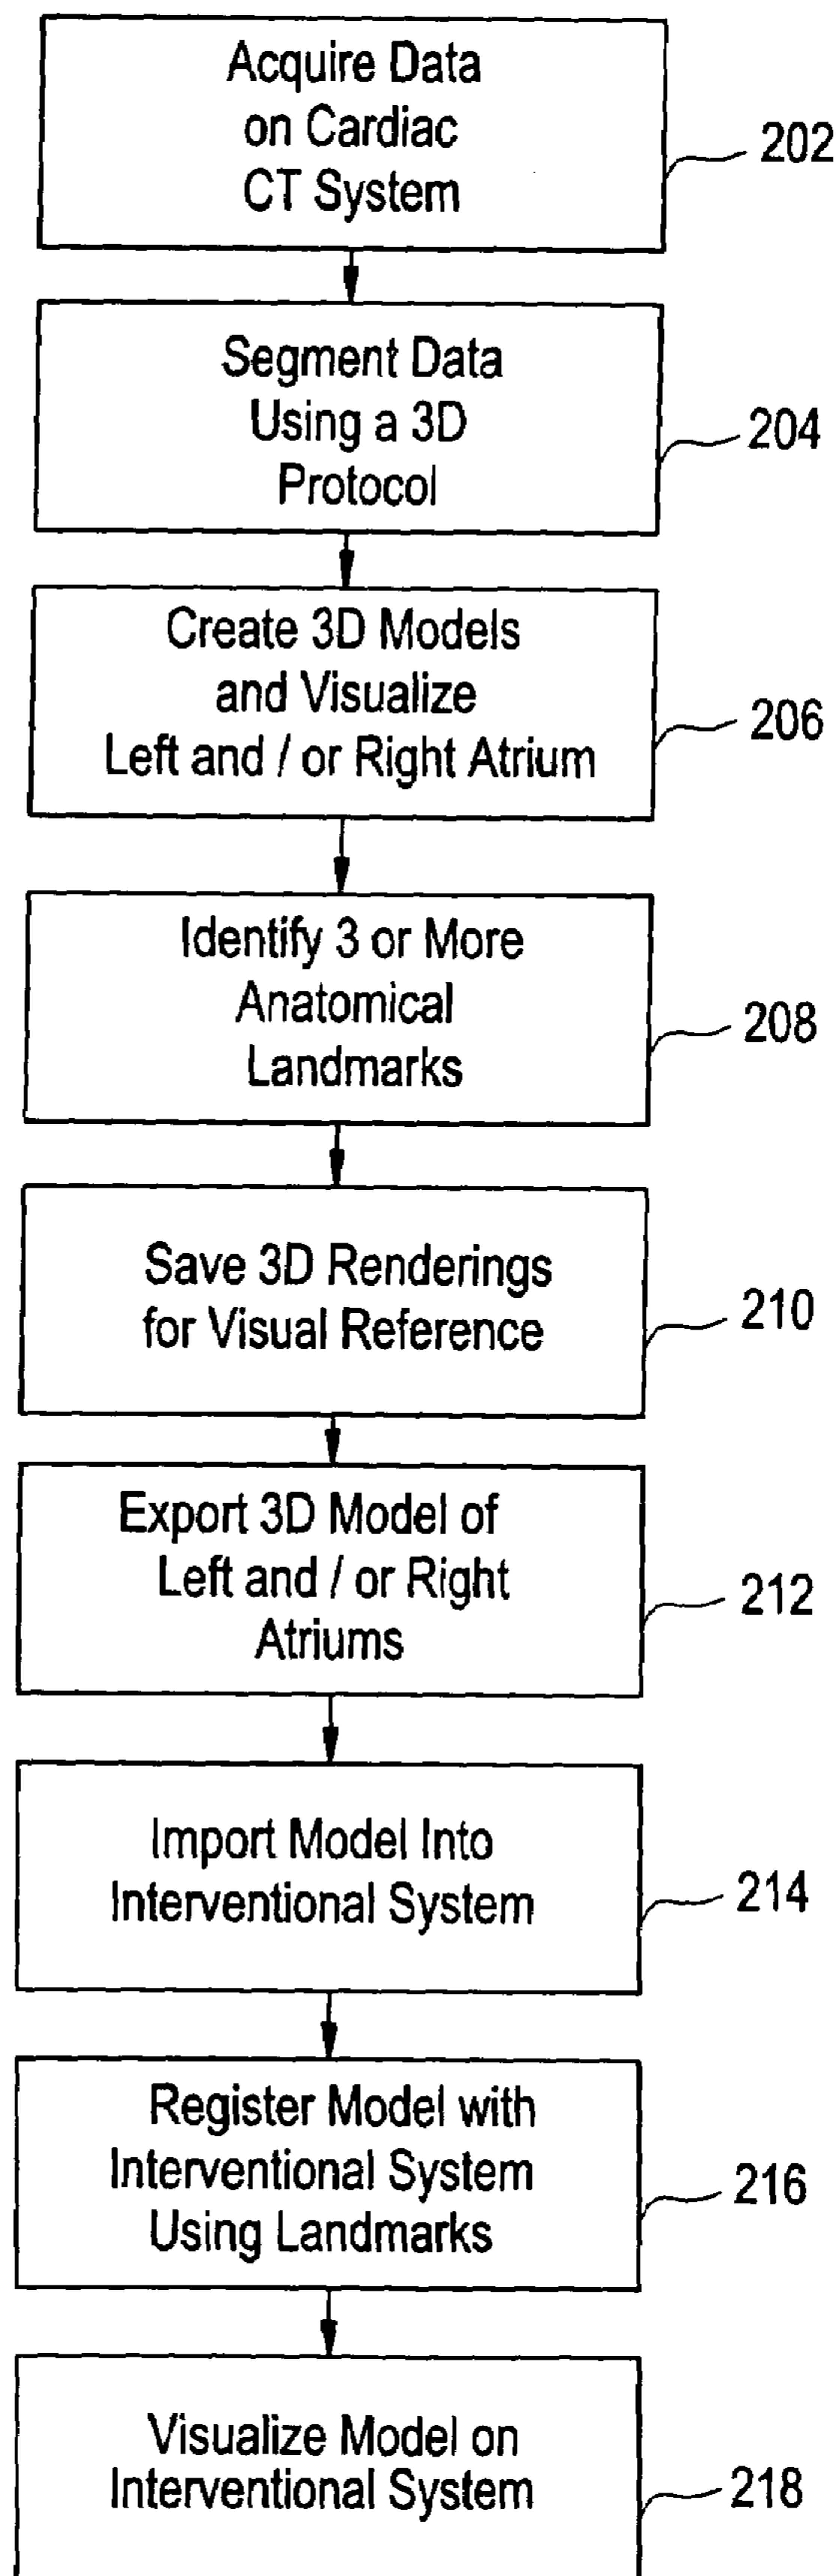 Acquire Data
on Cardiac
CT System
202
Segment Data
Using a 3D
Protocol
204
Create 3D Models
and Visualize
Left and / or Right Atrium
206
Identify 3 or More
Anatomical
Landmarks
208
Save 3D Renderings
for Visual Reference
210
Export 3D Model of
Left and / or Right
Atriums
212
Import Model Into
Interventional System
214
Register Model with
Interventional System
Using Landmarks
216
Visualize Model on
Interventional System
218